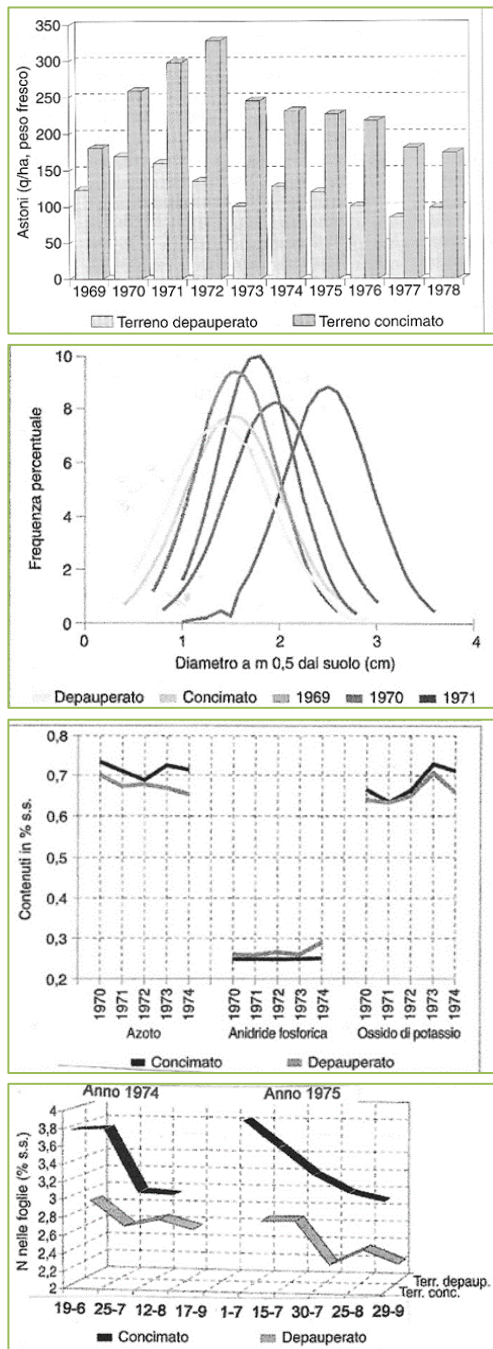 350
300
250
200
150
100
50
0
Astoni (q/ha, peso fresco)
1969 1970 1971 1972 1973 1974 1975 1976 1977 1978
Terreno depauperato Terreno concimato
10
8
6
4
2
0
Frequenza percentuale
0 1 2 3 4
Diametro a m 0,5 dal suolo (cm)
Depauperato Concimato 1969 1970 1971
0,8
0,7
0,6
0,5
0,4
0,3
0,2
Contenuti in % s.s.
1970 1971 1972 1973 1974 1970 1971 1972 1973 1974 1970 1971 1972 1973 1974
Azoto Anidride fosforica Ossido di potassio
Concimato Depauperato
Anno 1974 Anno 1975
4
3,8
3,6
3,4
3,2
3
2,8
2,6
2,4
2,2
2
N nelle foglie (% s.s.)
Terr. depaup.
Terr. conc.
19-6 25-7 12-8 17-9 1-7 15-7 30-7 25-8 29-9
Concimato Depauperato